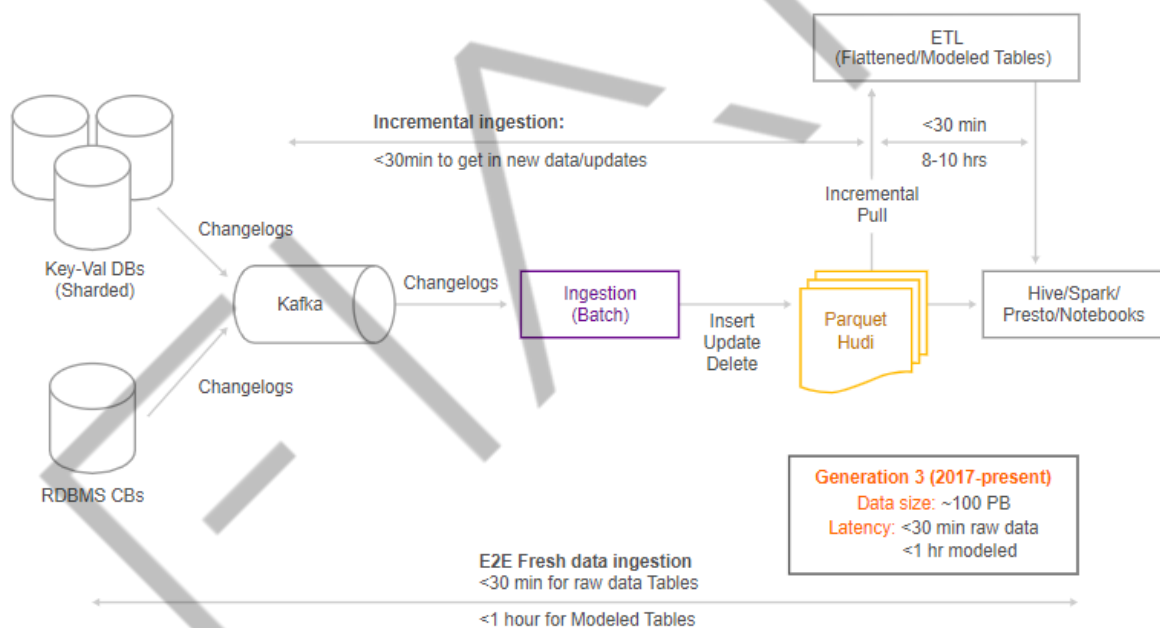 ETL
(Flattened/Modeled Tables)
Incremental ingestion:
<30min to get in new data/updates
<30 min
8-10 hrs
Incremental
Pull
Changelogs
Key-Val DBs
(Sharded)
Kafka
Changelogs
Ingestion
(Batch)
Insert
Update
Delete
Parquet
Hudi
Hive/Spark/
Presto/Notebooks
Changelogs
RDBMS CBs
Generation 3 (2017-present)
Data size: ~100 PB
Latency: <30 min raw data
<1 hr modeled
E2E Fresh data ingestion
<30 min for raw data Tables
<1 hour for Modeled Tables